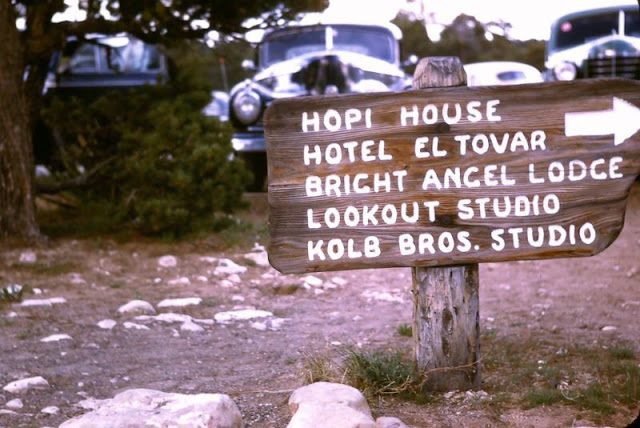 HOPI HOUSE
HOTEL EL TOVAR
BRIGHT ANGEL LODGE
LOOKOUT STUDIO
KOLB BROS. STUDIO